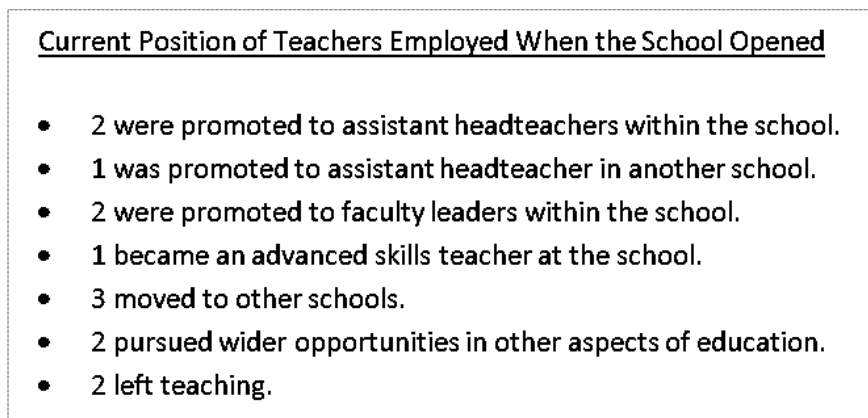 Current Position of Teachers Employed When the School Opened
• 2 were promoted to assistant headteachers within the school.
• 1 was promoted to assistant headteacher in another school.
• 2 were promoted to faculty leaders within the school.
• 1 became an advanced skills teacher at the school.
• 3 moved to other schools.
• 2 pursued wider opportunities in other aspects of education.
• 2 left teaching.